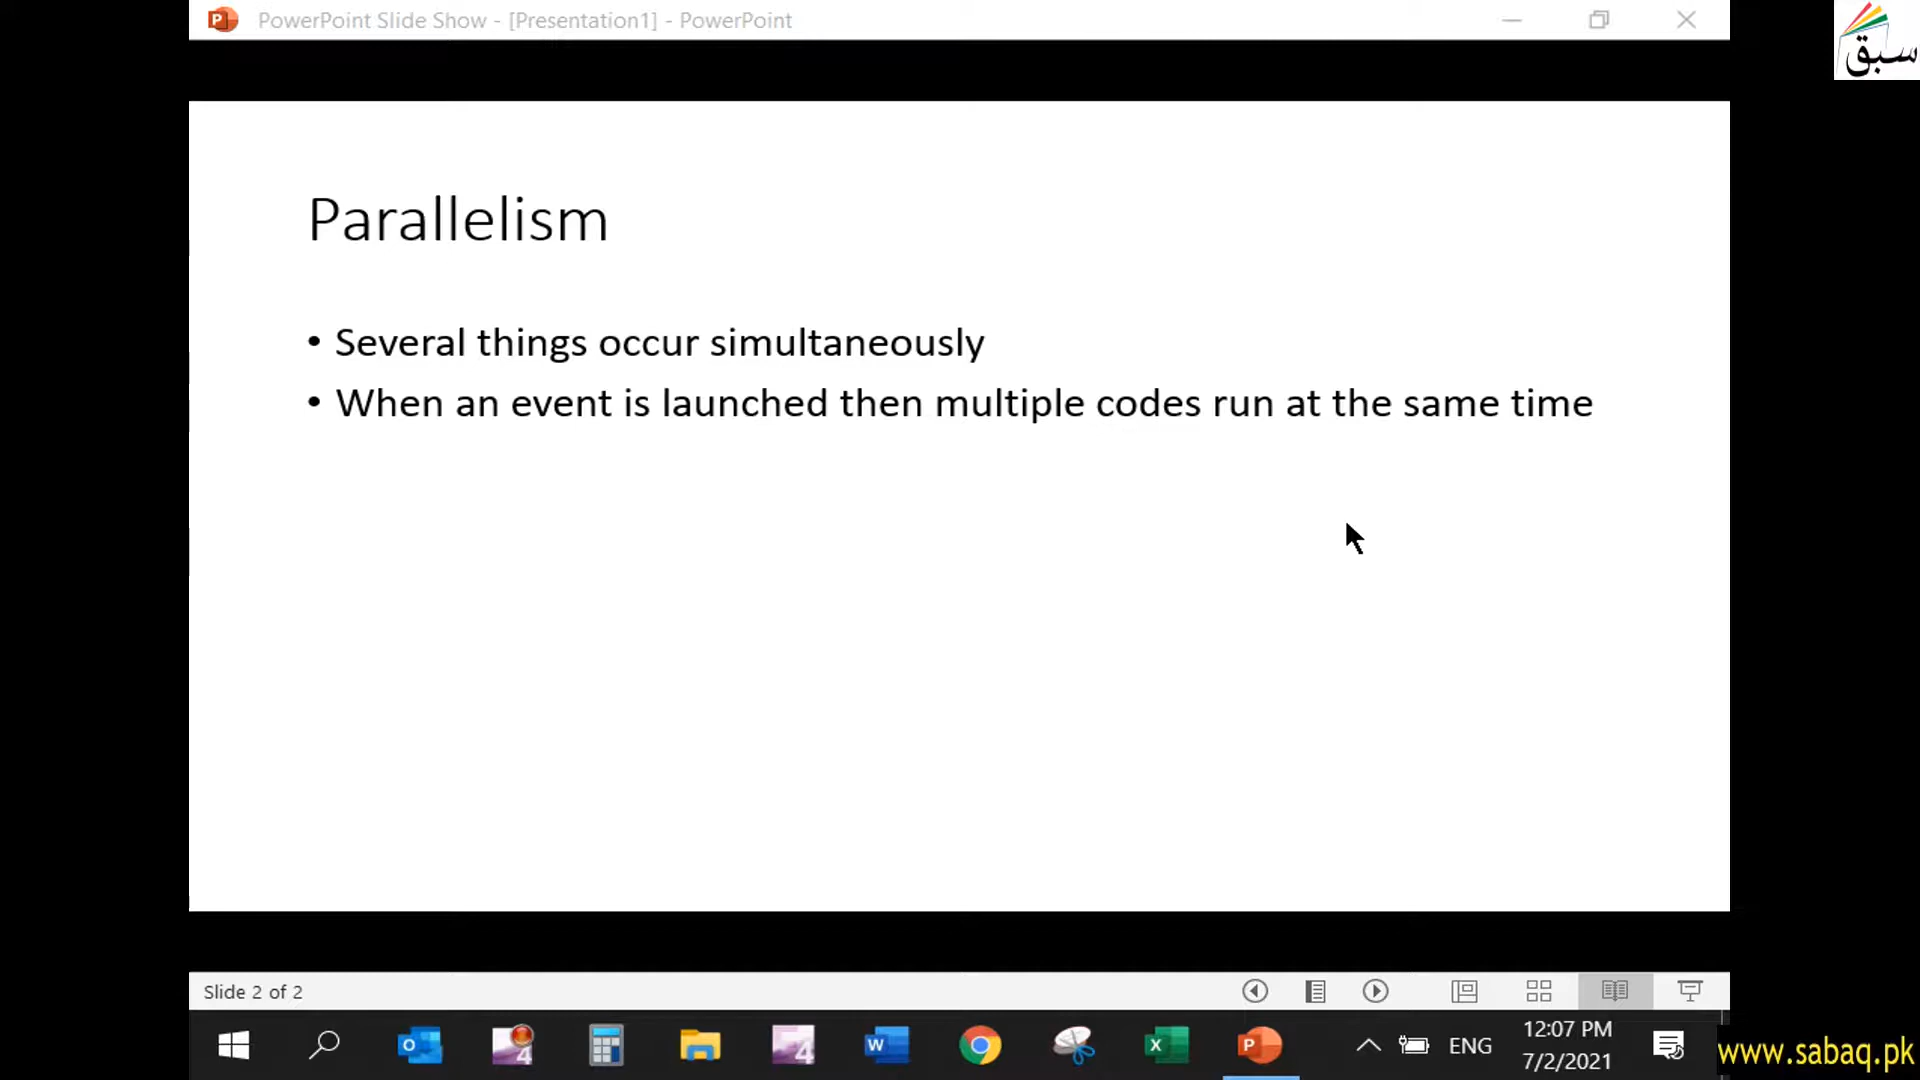 PowerPoint Slide Show - [Presentation1] - PowerPoint
سبق
Parallelism
• Several things occur simultaneously
• When an event is launched then multiple codes run at the same time
Slide 2 of 2
ENG
12:07 PM
7/2/2021
www.sabaq.pk